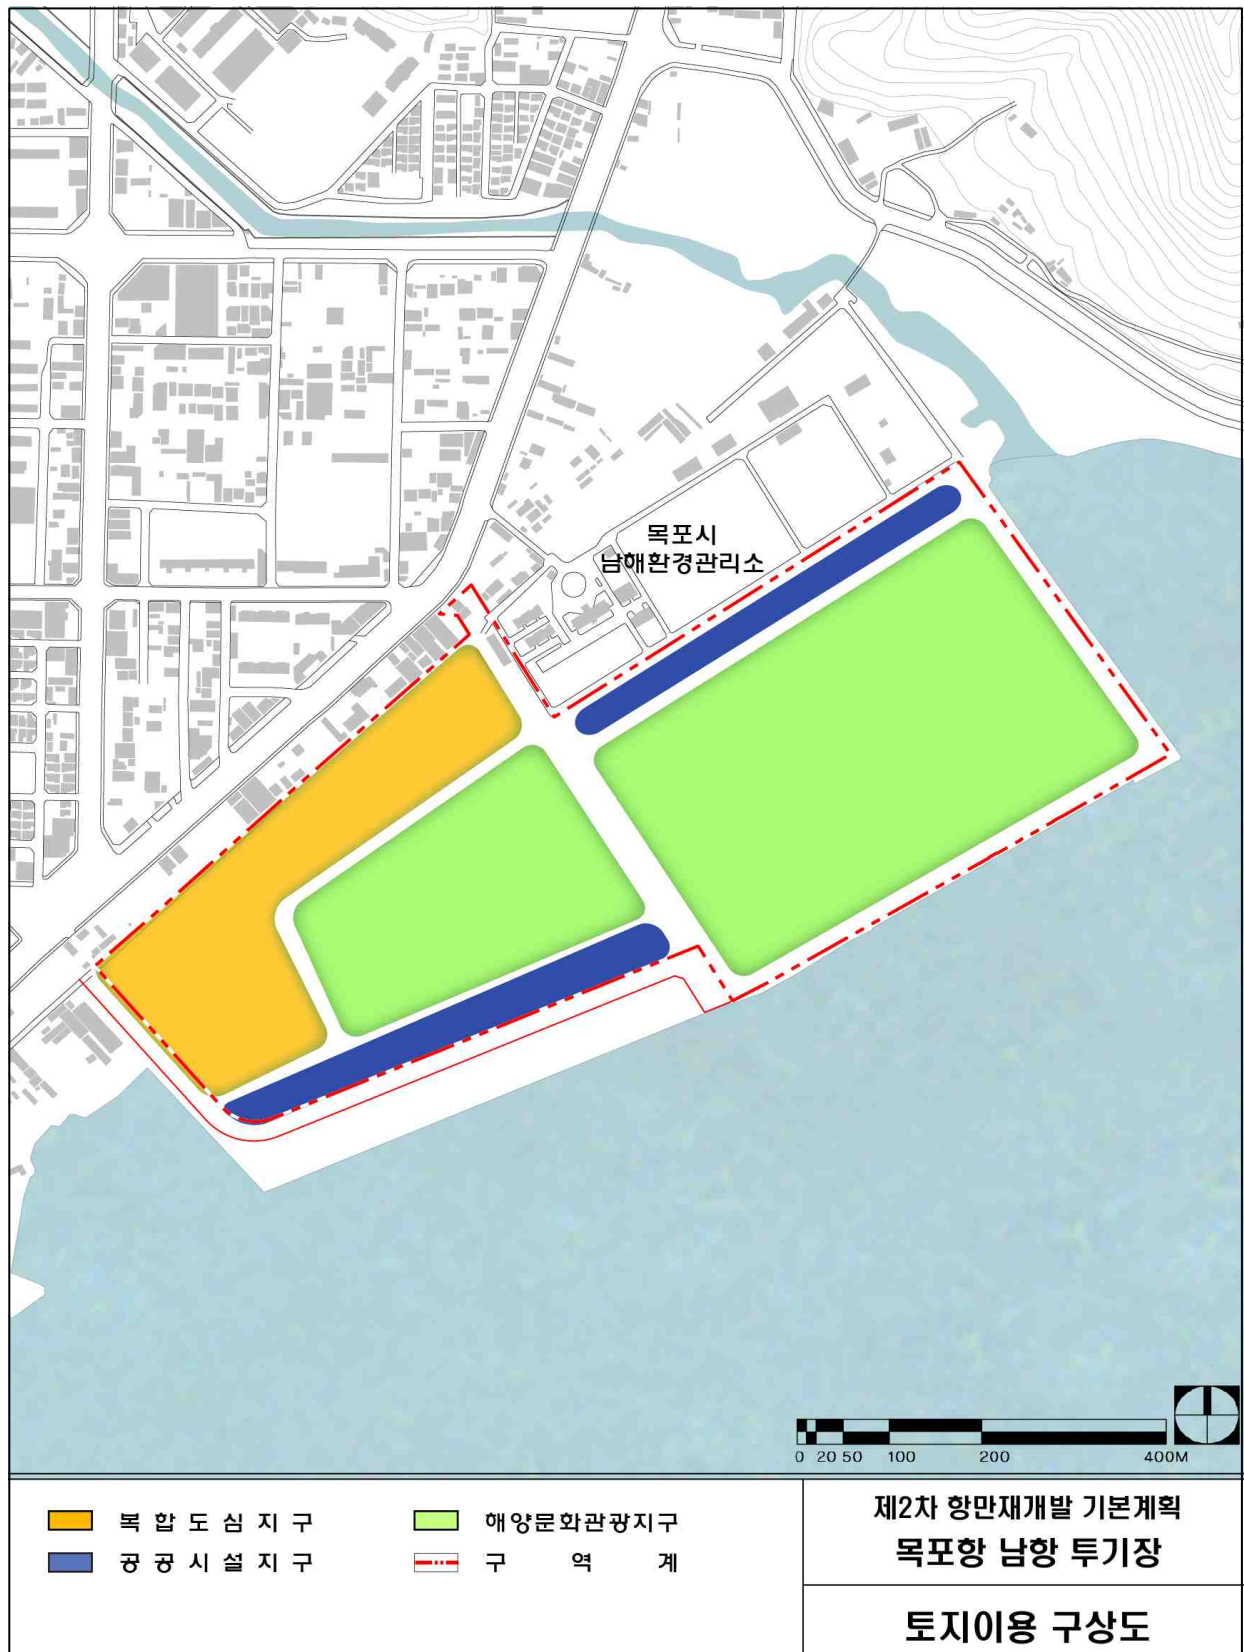 목포시
남해환경관리소
0 20 50 100 200 400M
복합도심지구
해양문화관광지구
공공시설지구
구역계
제2차 항만재개발 기본계획
목포항 남항 투기장
토지이용 구상도